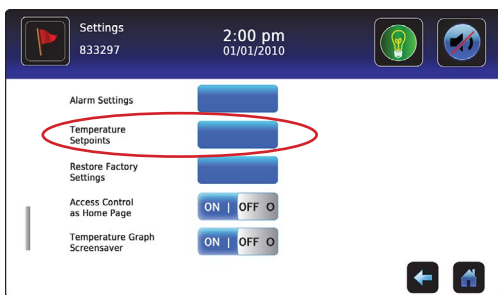 Settings
833297
2:00 pm
01/01/2010
Alarm Settings
Temperature
Setpoints
Restore Factory
Settings
Access Control
as Home Page
ON | OFF O
Temperature Graph
Screensaver
ON | OFF O